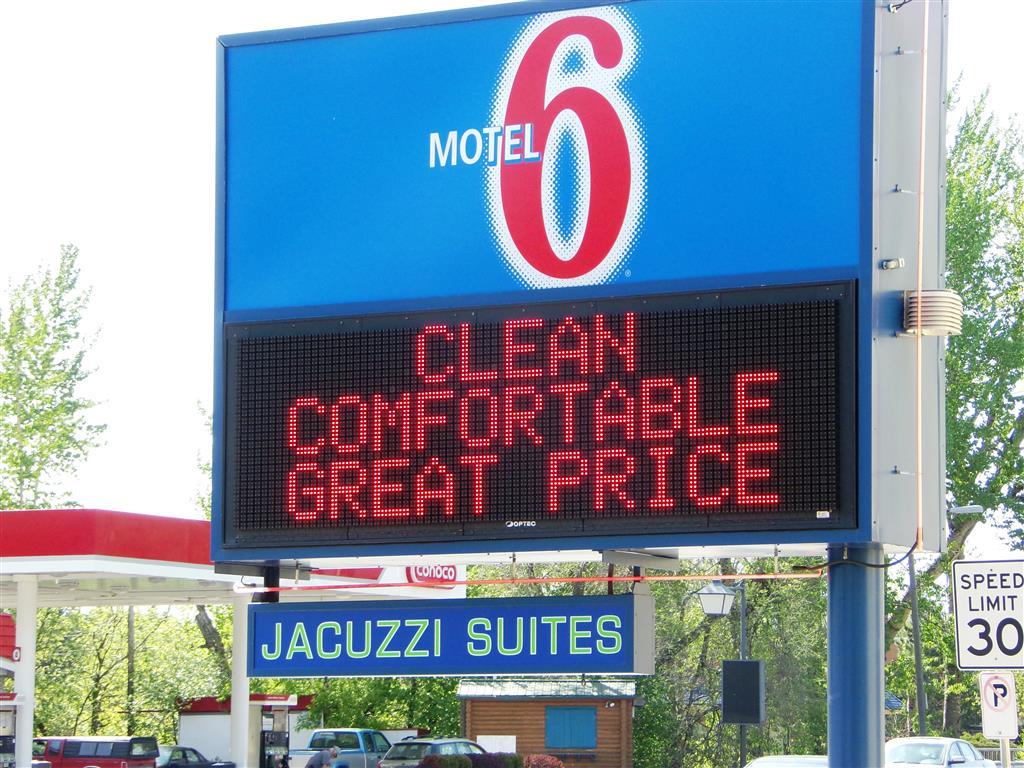 MOTEL 6
CLEAN
COMFORTABLE
GREAT PRICE
OPTEC
conoco
JACUZZI SUITES
SPEED
LIMIT
30
P